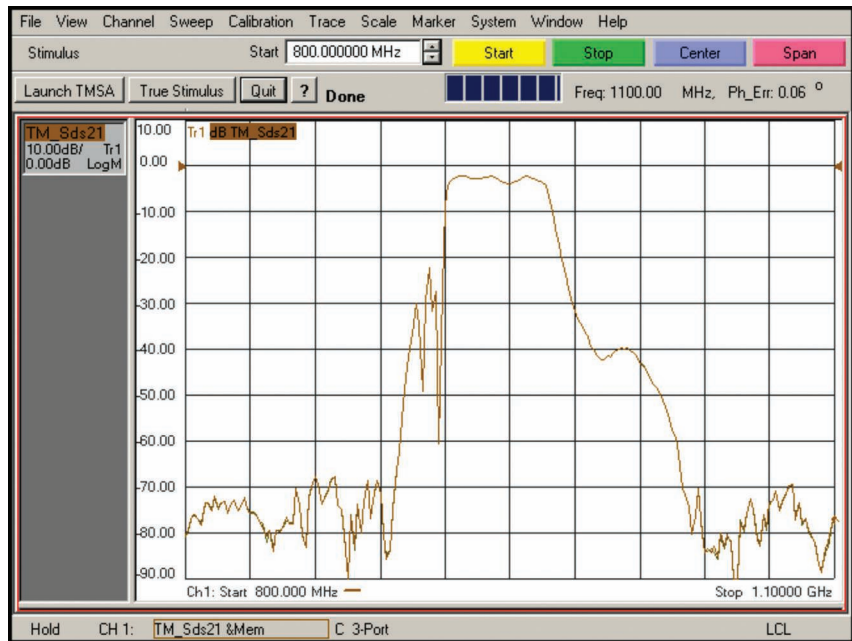 File View Channel Sweep Calibration Trace Scale Marker System Window Help
Stimulus Start 800.000000 MHz Start Stop Center Span
Launch TMSA True Stimulus Quit ? Done Freq: 1100.00 MHz, Ph_Err: 0.06 °
TM_Sds21
10.00dB/ Tr1
0.00dB LogM
10.00 Tr1 dB TM_Sds21
0.00
-10.00
-20.00
-30.00
-40.00
-50.00
-60.00
-70.00
-80.00
-90.00
Ch1: Start 800.000 MHz Stop 1.10000 GHz
Hold CH 1: TM_Sds21 &Mem C 3-Port LCL